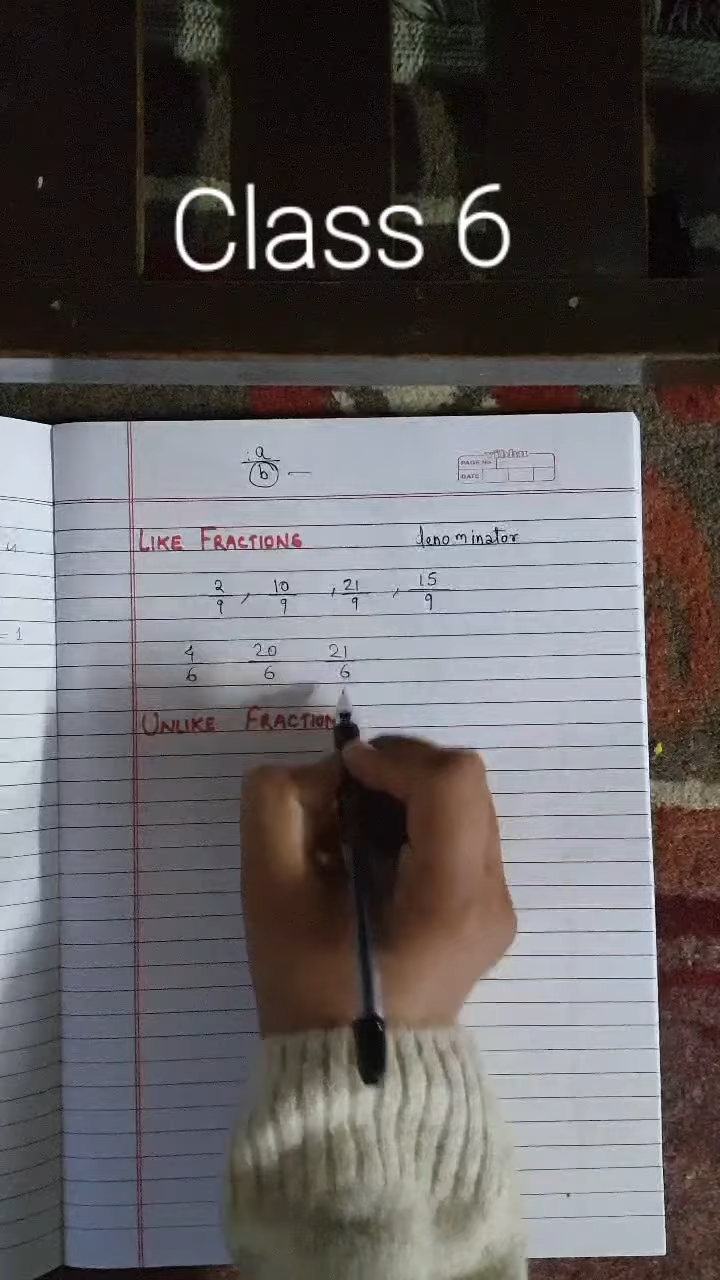 Class 6
a
b —
PAGE NO.
DATE
LIKE FRACTIONS denominator
2/9, 10/9, 21/9, 15/9
4/6 20/6 21/6
UNLIKE FRACTION
= 1